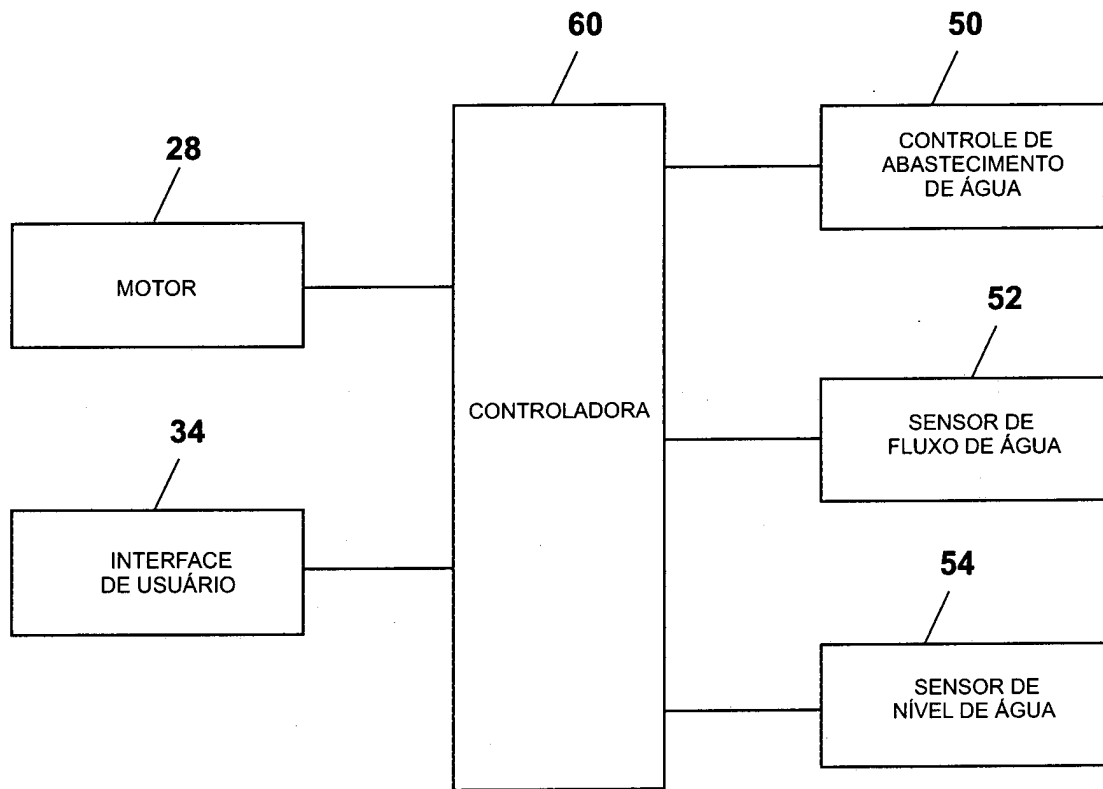 60
50
28
CONTROLE DE
ABASTECIMENTO
DE ÁGUA
MOTOR
52
CONTROLADORA
34
SENSOR DE
FLUXO DE ÁGUA
INTERFACE
DE USUÁRIO
54
SENSOR DE
NÍVEL DE ÁGUA